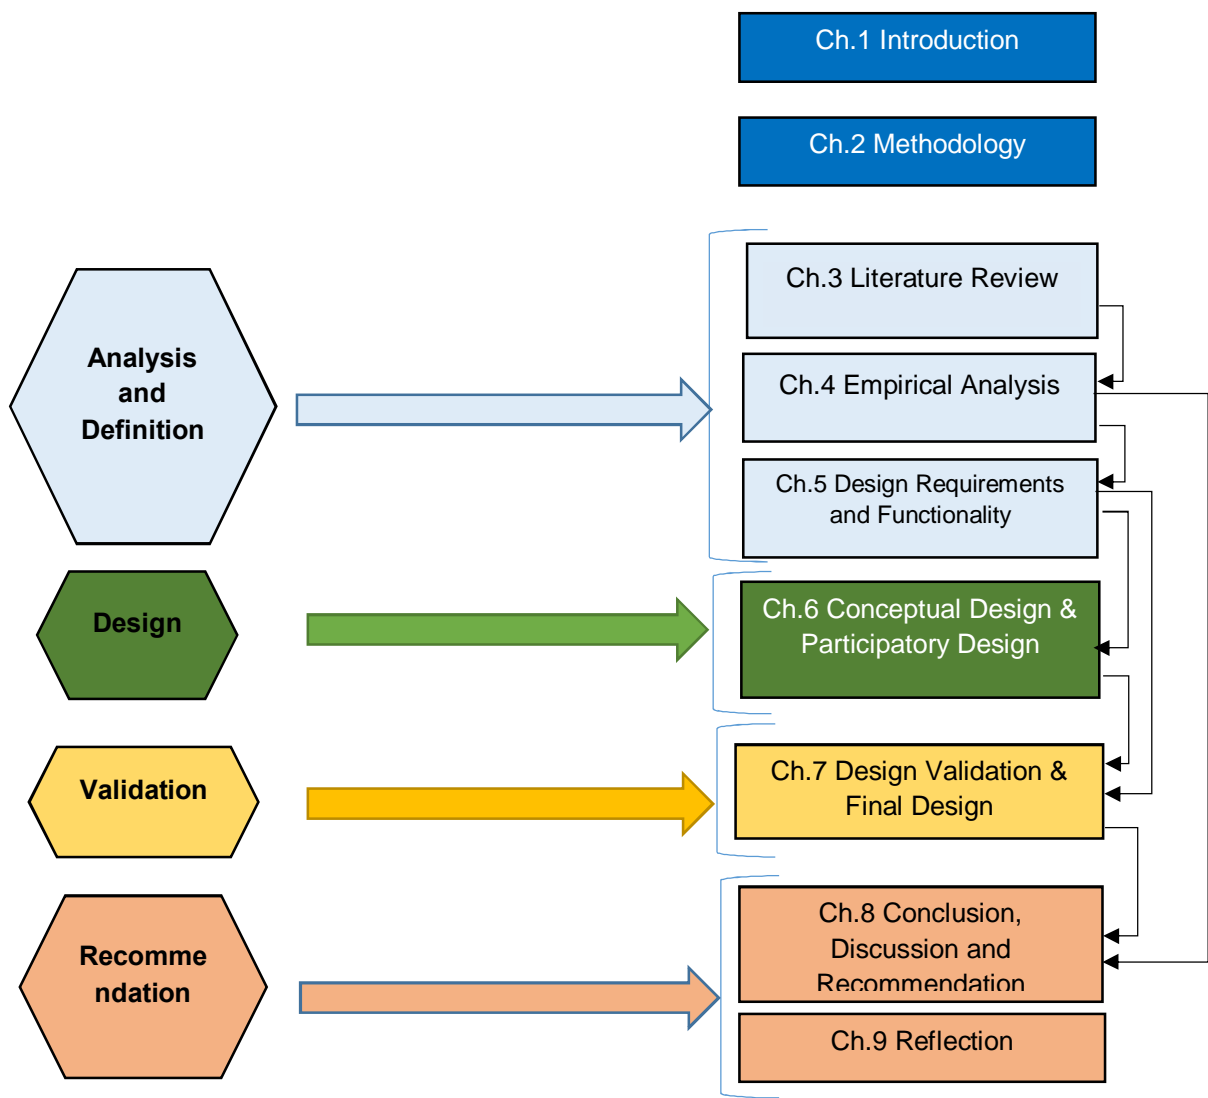 Ch.1 Introduction
Ch.2 Methodology
Analysis
and
Definition
Ch.3 Literature Review
Ch.4 Empirical Analysis
Ch.5 Design Requirements
and Functionality
Design
Ch.6 Conceptual Design &
Participatory Design
Validation
Ch.7 Design Validation &
Final Design
Recomme
ndation
Ch.8 Conclusion,
Discussion and
Recommendation
Ch.9 Reflection